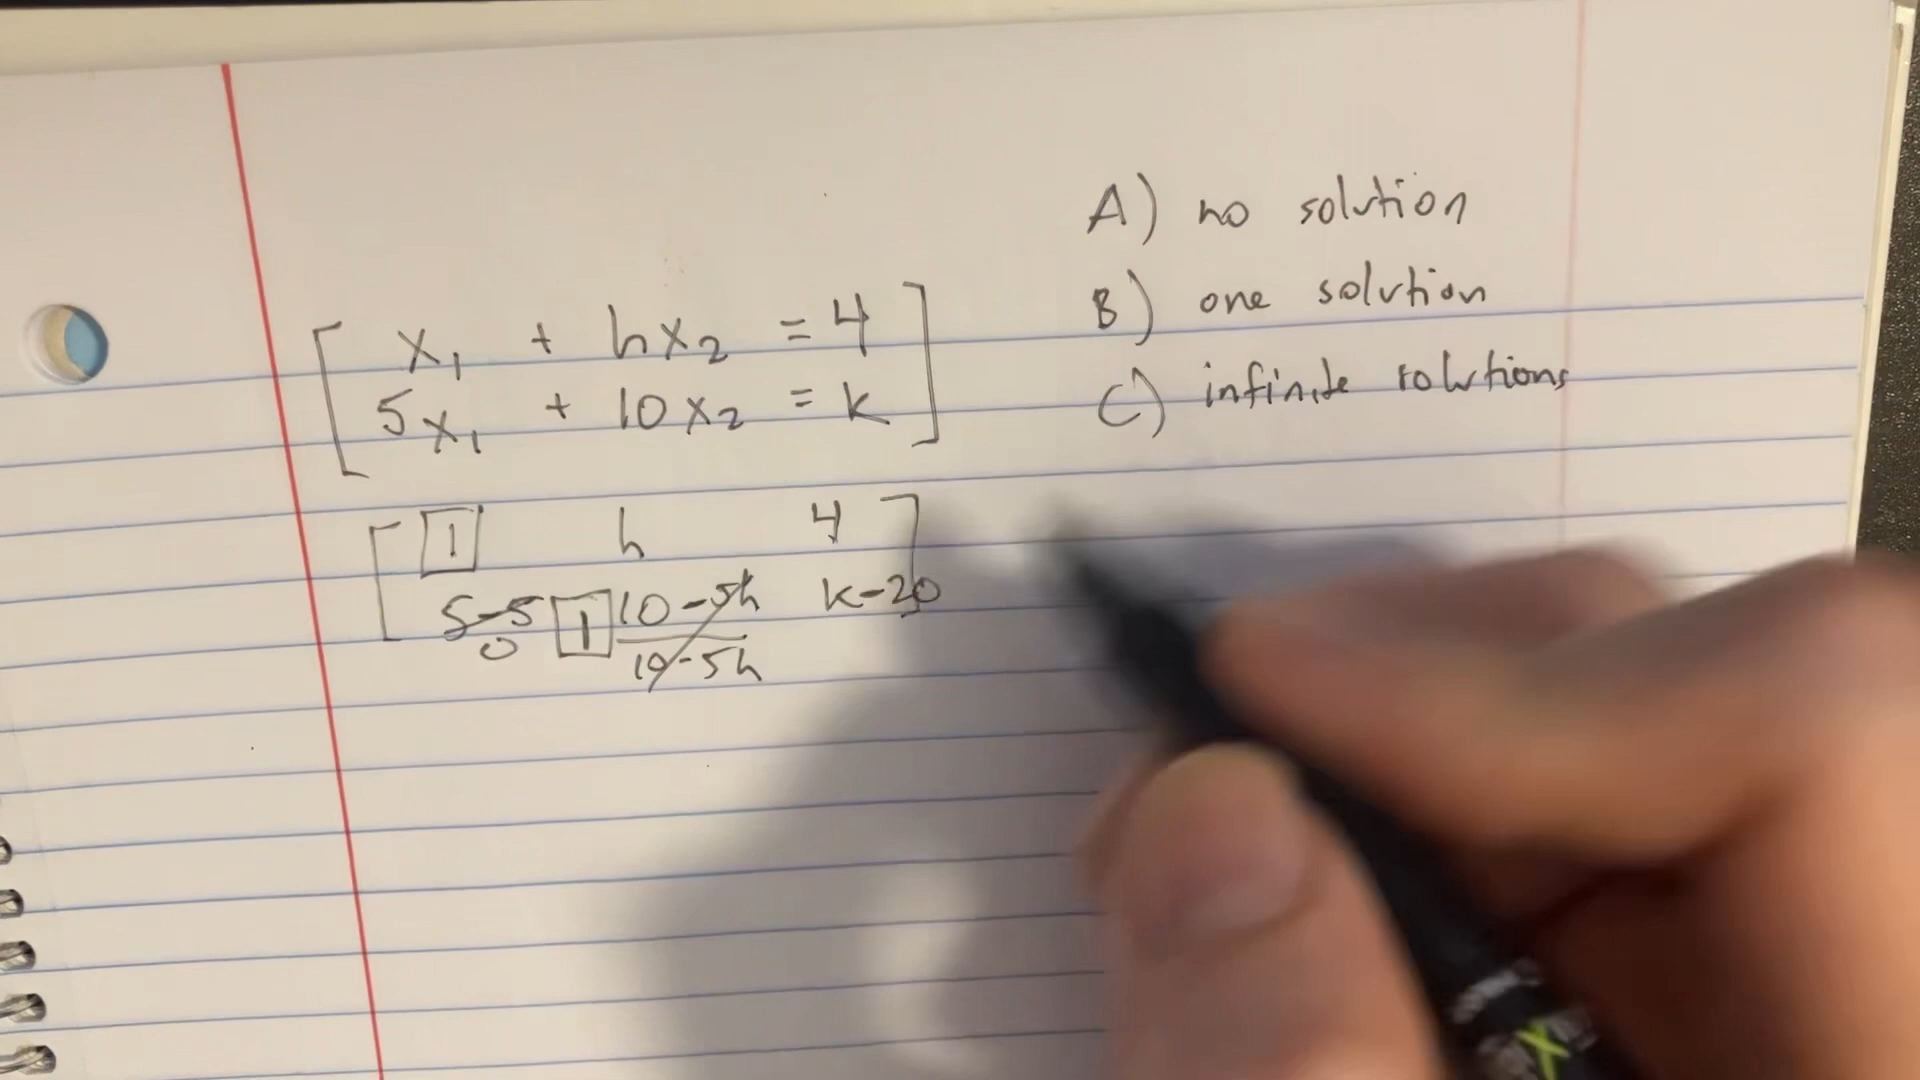 A) no solution
B) one solution
C) infinite solutions
x₁ + hx₂ = 4
5x₁ + 10x₂ = k
1 h 4
5-5 1 10-5h k-20
0 10-5h